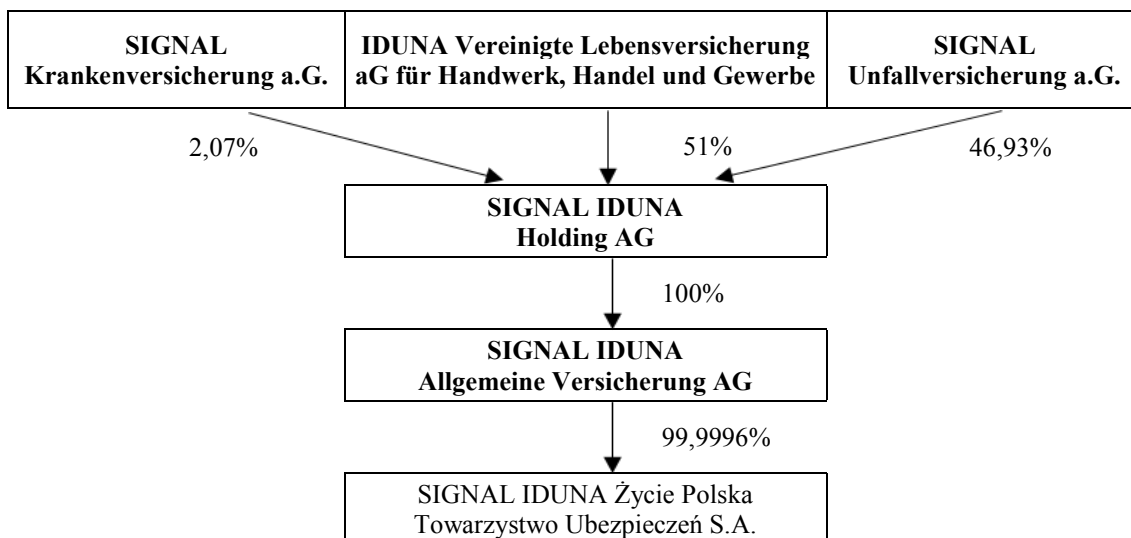 SIGNAL
Krankenversicherung a.G.
IDUNA Vereinigte Lebensversicherung
aG für Handwerk, Handel und Gewerbe
SIGNAL
Unfallversicherung a.G.
2,07%
51%
46,93%
SIGNAL IDUNA
Holding AG
100%
SIGNAL IDUNA
Allgemeine Versicherung AG
99,9996%
SIGNAL IDUNA Życie Polska
Towarzystwo Ubezpieczeń S.A.